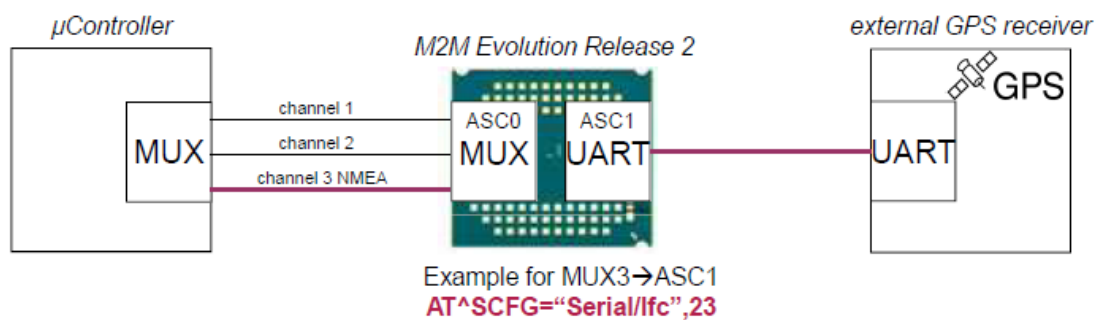 µController
M2M Evolution Release 2
external GPS receiver
GPS
channel 1
channel 2
channel 3 NMEA
MUX
ASC0
MUX
ASC1
UART
UART
Example for MUX3→ASC1
AT^SCFG=“Serial/Ifc”,23